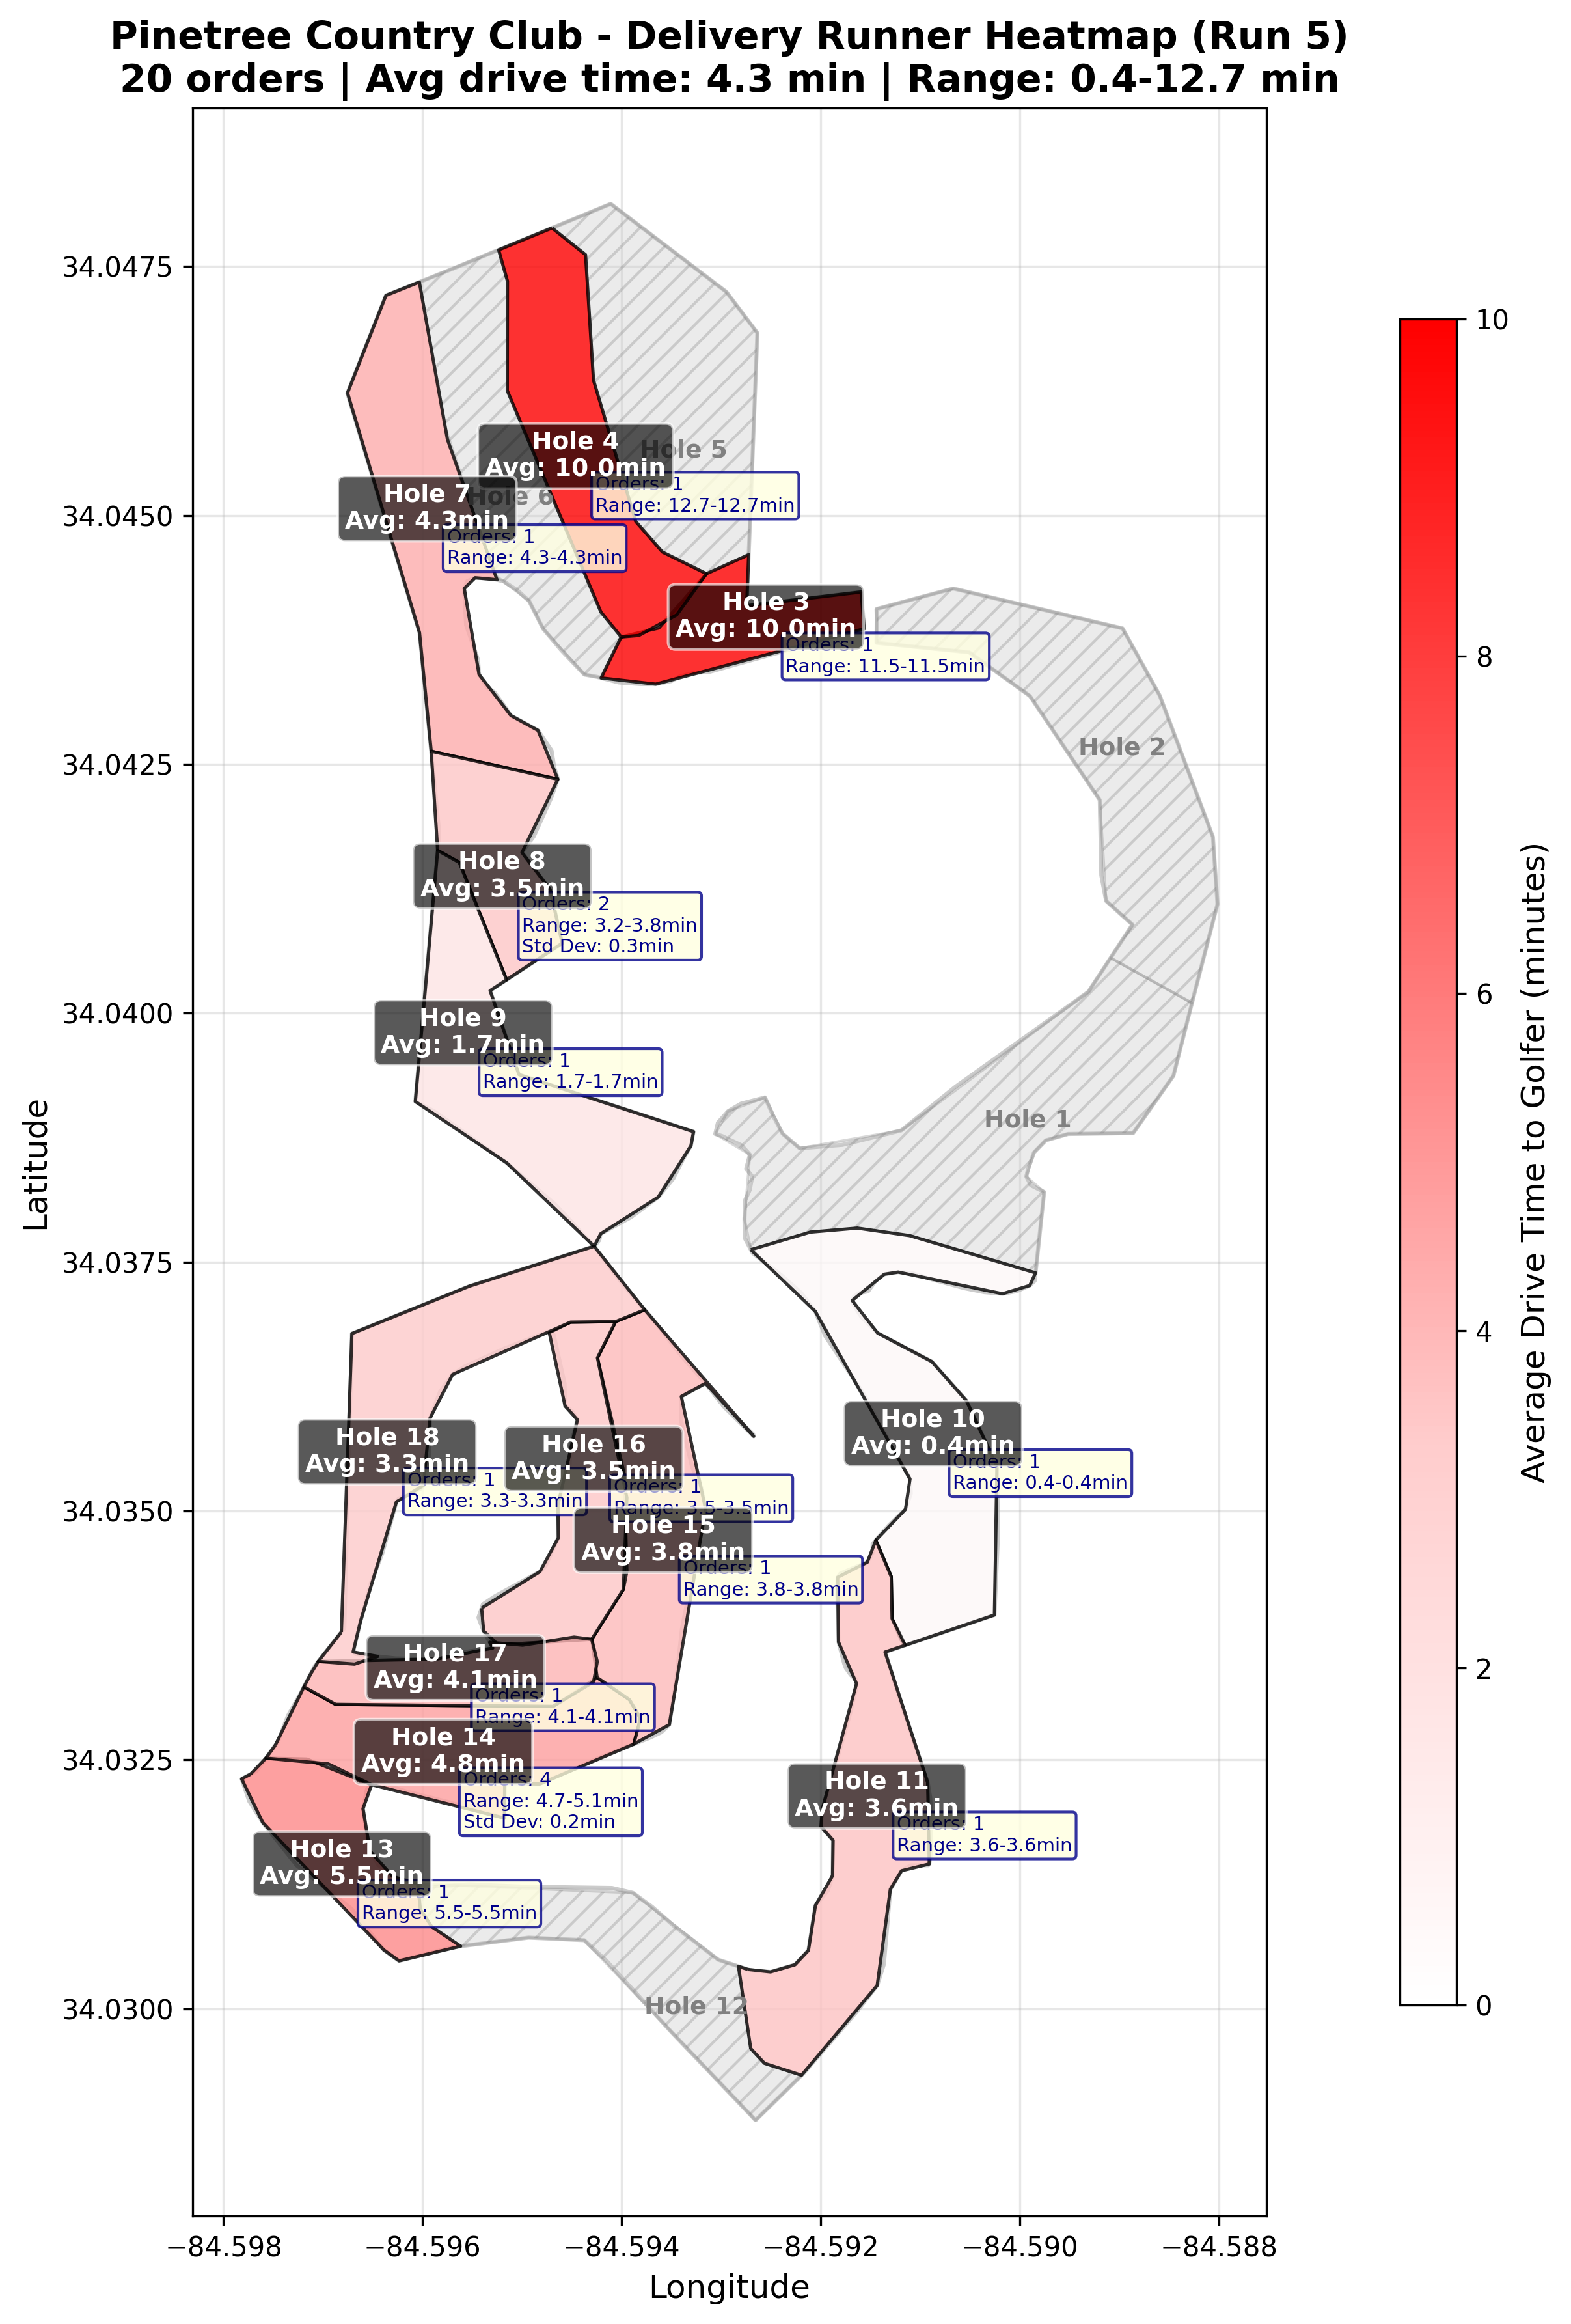 Pinetree Country Club - Delivery Runner Heatmap (Run 5)
20 orders | Avg drive time: 4.3 min | Range: 0.4-12.7 min
Latitude
34.0475
34.0450
34.0425
34.0400
34.0375
34.0350
34.0325
34.0300
Hole 4
Avg: 10.0min
Hole 5
Orders: 1
Range: 12.7-12.7min
Hole 7
Avg: 4.3min
Hole 6
Orders: 1
Range: 4.3-4.3min
Hole 3
Avg: 10.0min
Orders: 1
Range: 11.5-11.5min
Hole 2
Hole 8
Avg: 3.5min
Orders: 2
Range: 3.2-3.8min
Std Dev: 0.3min
Hole 9
Avg: 1.7min
Orders: 1
Range: 1.7-1.7min
Hole 1
Hole 10
Avg: 0.4min
Orders: 1
Range: 0.4-0.4min
Hole 18
Avg: 3.3min
Orders: 1
Range: 3.3-3.3min
Hole 16
Avg: 3.5min
Orders: 1
Range: 3.5-3.5min
Hole 15
Avg: 3.8min
Orders: 1
Range: 3.8-3.8min
Hole 17
Avg: 4.1min
Orders: 1
Range: 4.1-4.1min
Hole 14
Avg: 4.8min
Orders: 4
Range: 4.7-5.1min
Std Dev: 0.2min
Hole 11
Avg: 3.6min
Orders: 1
Range: 3.6-3.6min
Hole 13
Avg: 5.5min
Orders: 1
Range: 5.5-5.5min
Hole 12
−84.598
−84.596
−84.594
−84.592
−84.590
−84.588
Longitude
10
8
6
4
2
0
Average Drive Time to Golfer (minutes)